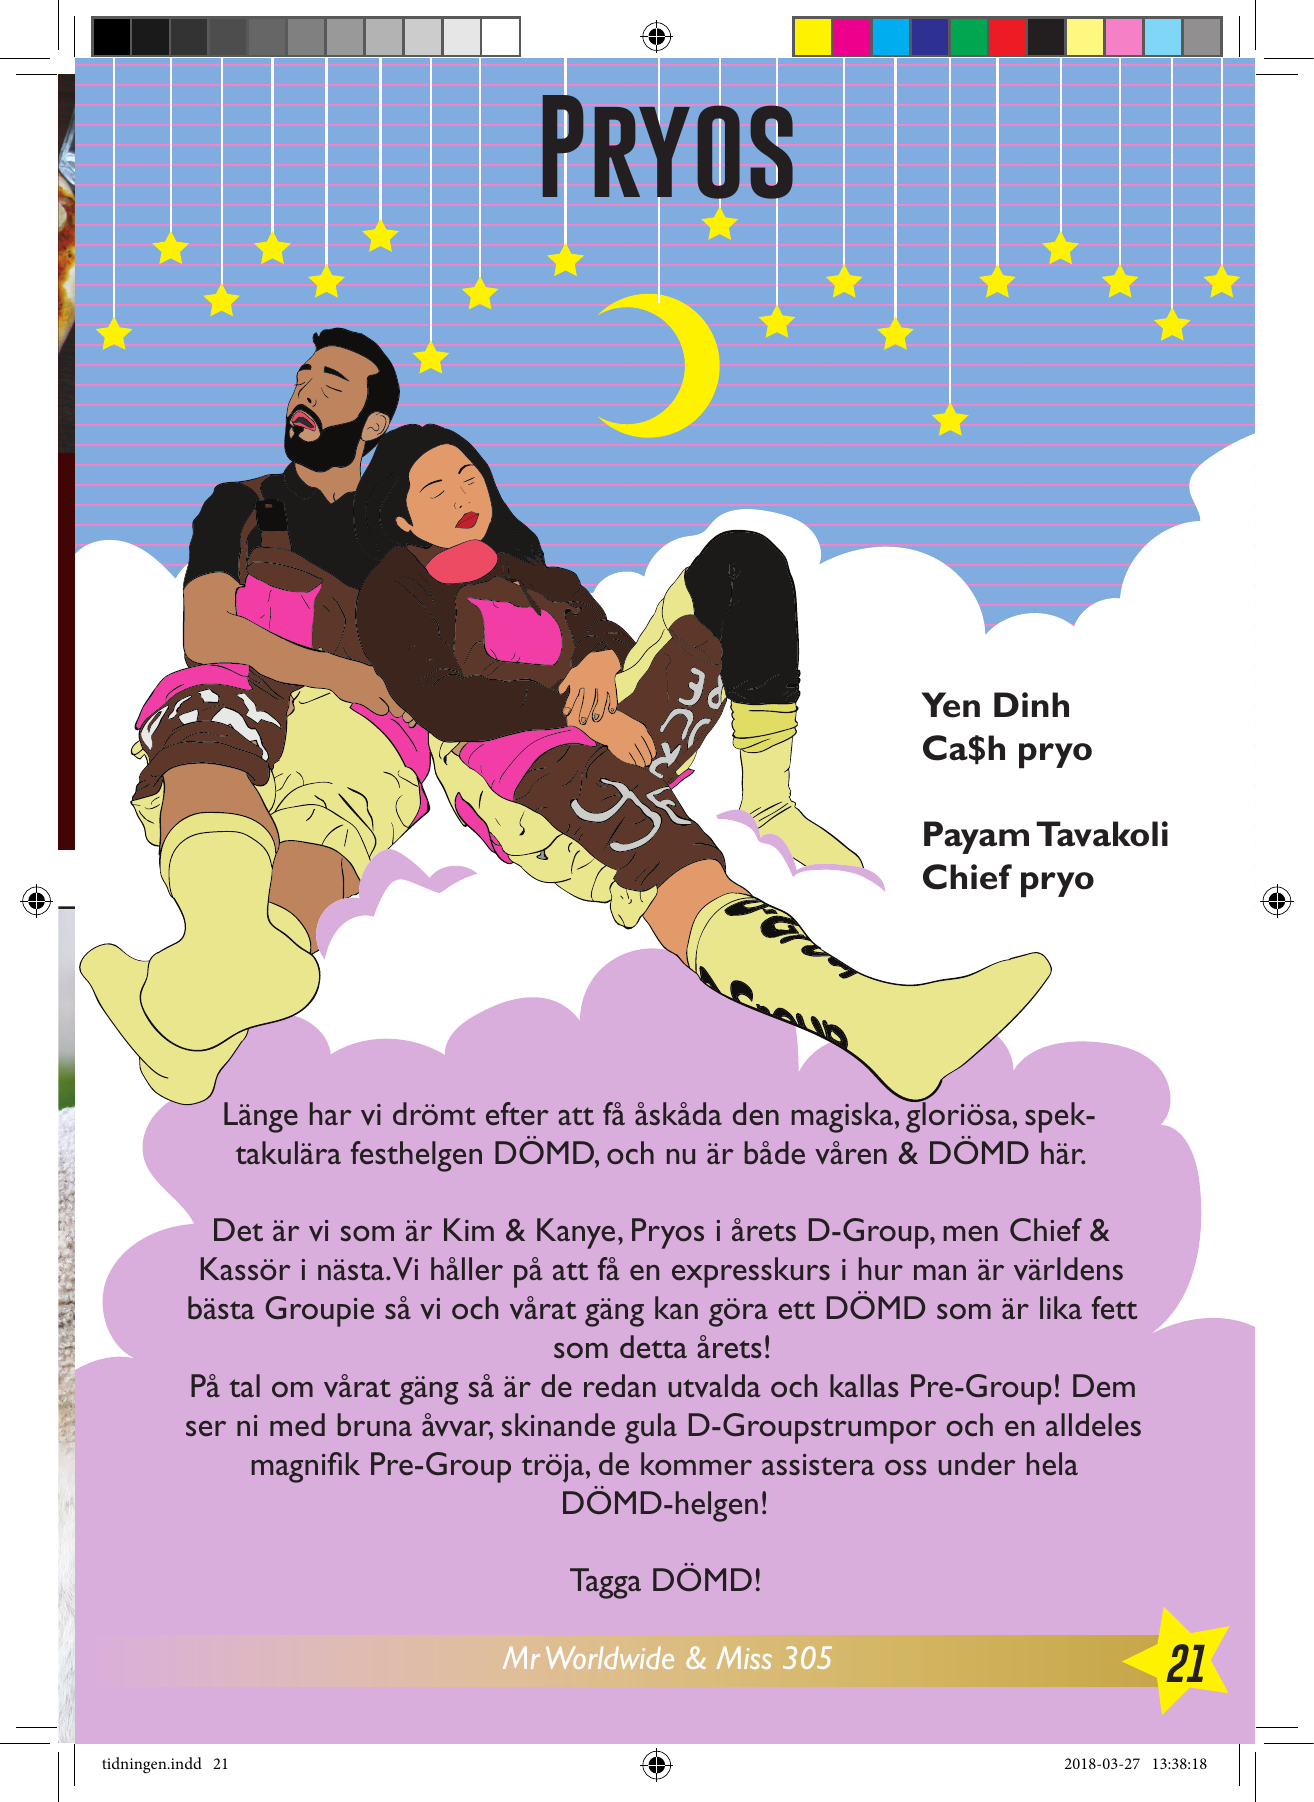 PRYOS
Yen Dinh
Ca$h pryo
Payam Tavakoli
Chief pryo
Länge har vi drömt efter att få åskåda den magiska, gloriösa, spek-
takulära festhelgen DÖMD, och nu är både våren & DÖMD här.
Det är vi som är Kim & Kanye, Pryos i årets D-Group, men Chief &
Kassör i nästa. Vi håller på att få en expresskurs i hur man är världens
bästa Groupie så vi och vårat gäng kan göra ett DÖMD som är lika fett
som detta årets!
På tal om vårat gäng så är de redan utvalda och kallas Pre-Group! Dem
ser ni med bruna åvvar, skinande gula D-Groupstrumpor och en alldeles
magnifik Pre-Group tröja, de kommer assistera oss under hela
DÖMD-helgen!
Tagga DÖMD!
Mr Worldwide & Miss 305
21
tidningen.indd 21
2018-03-27 13:38:18